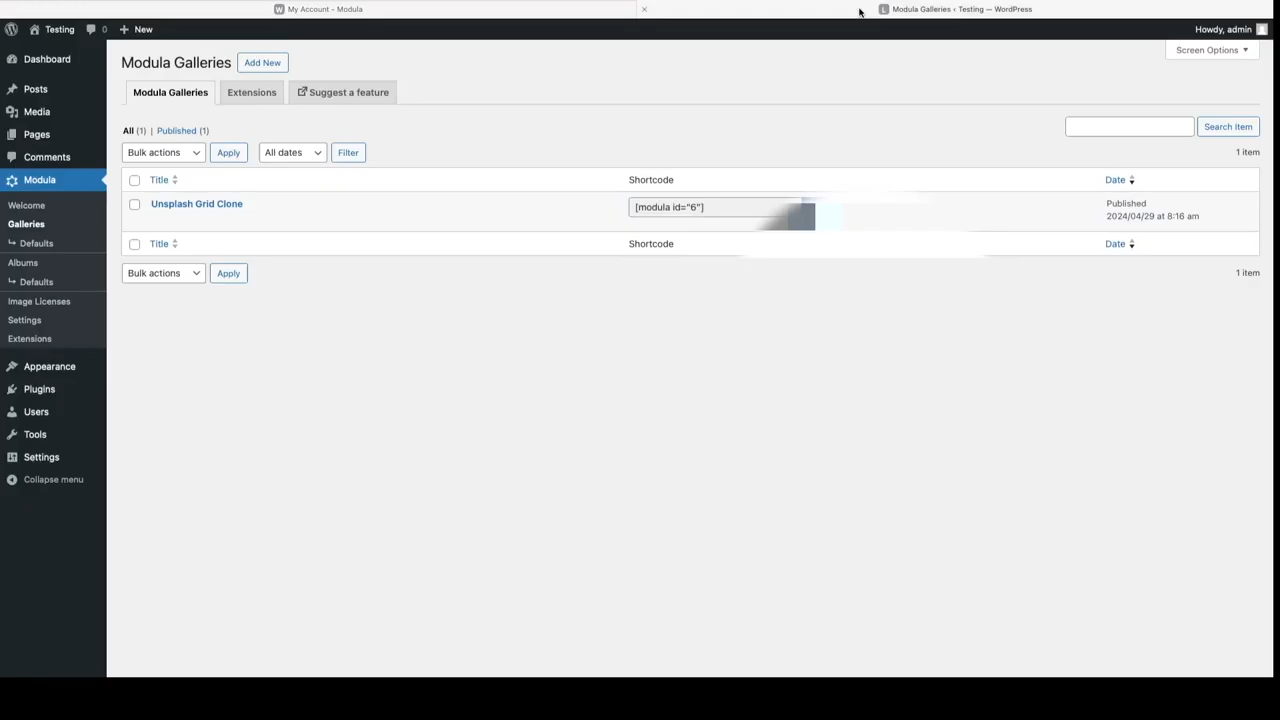 My Account - Modula
Modula Galleries ‹ Testing — WordPress
Testing 0 New
Howdy, admin
Dashboard
Posts
Media
Pages
Comments
Modula
Welcome
Galleries
Defaults
Albums
Defaults
Image Licenses
Settings
Extensions
Appearance
Plugins
Users
Tools
Settings
Collapse menu
Screen Options
Modula Galleries Add New
Modula Galleries Extensions Suggest a feature
All (1) | Published (1)
Search Item
Bulk actions Apply All dates Filter 1 item
Title Shortcode Date
Unsplash Grid Clone [modula id="6"] Published
2024/04/29 at 8:16 am
Title Shortcode Date
Bulk actions Apply 1 item